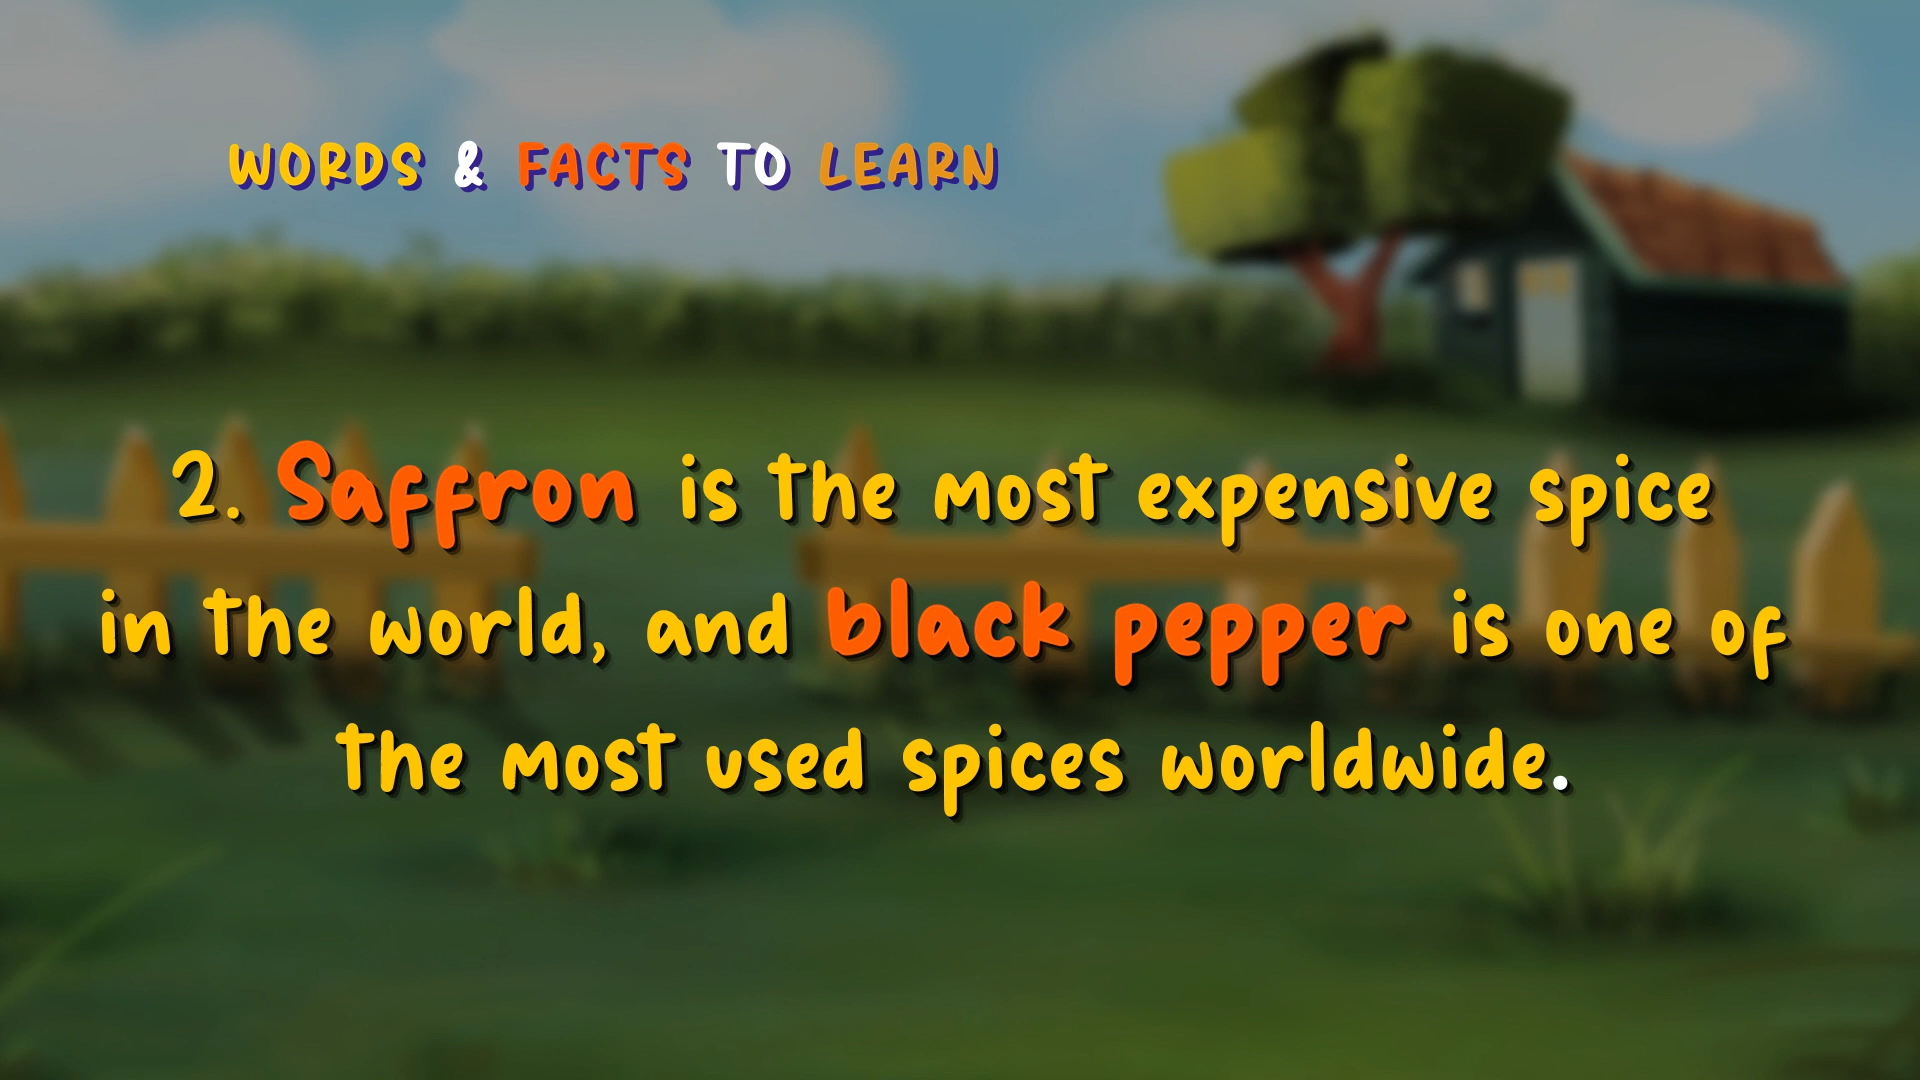 WORDS & FACTS TO LEARN
2. Saffron is the most expensive spice
in the world, and black pepper is one of
the most used spices worldwide.